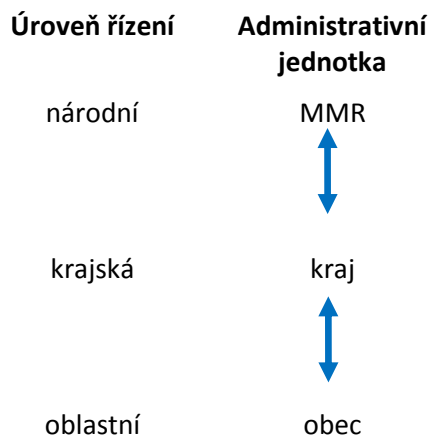 Úroveň řízení
Administrativní
jednotka
národní
MMR
krajská
kraj
oblastní
obec